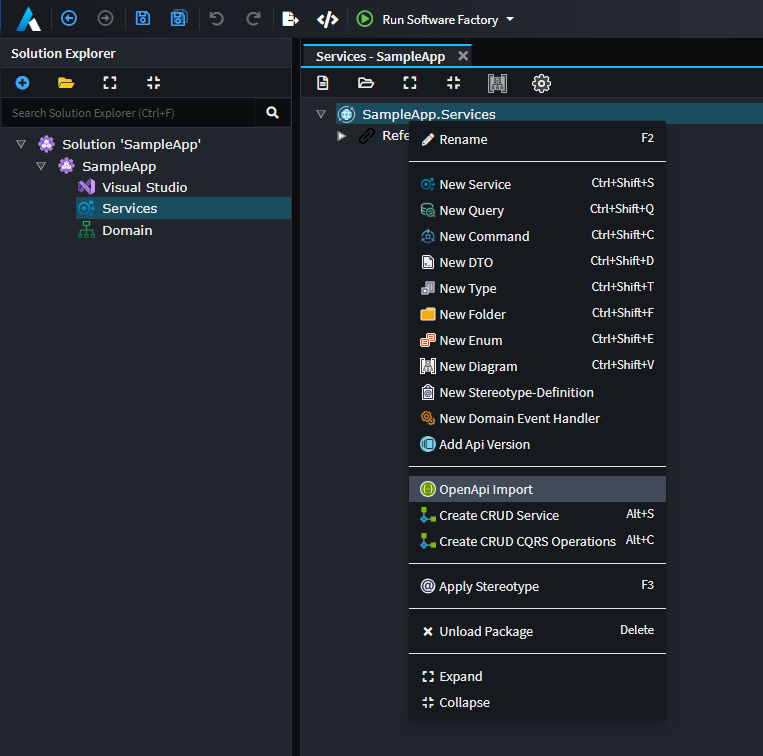 Run Software Factory
Solution Explorer
Services - SampleApp
Search Solution Explorer (Ctrl+F)
Solution 'SampleApp'
SampleApp
Visual Studio
Services
Domain
SampleApp.Services
Refe
Rename F2
New Service Ctrl+Shift+S
New Query Ctrl+Shift+Q
New Command Ctrl+Shift+C
New DTO Ctrl+Shift+D
New Type Ctrl+Shift+T
New Folder Ctrl+Shift+F
New Enum Ctrl+Shift+E
New Diagram Ctrl+Shift+V
New Stereotype-Definition
New Domain Event Handler
Add Api Version
OpenApi Import
Create CRUD Service Alt+S
Create CRUD CQRS Operations Alt+C
Apply Stereotype F3
Unload Package Delete
Expand
Collapse